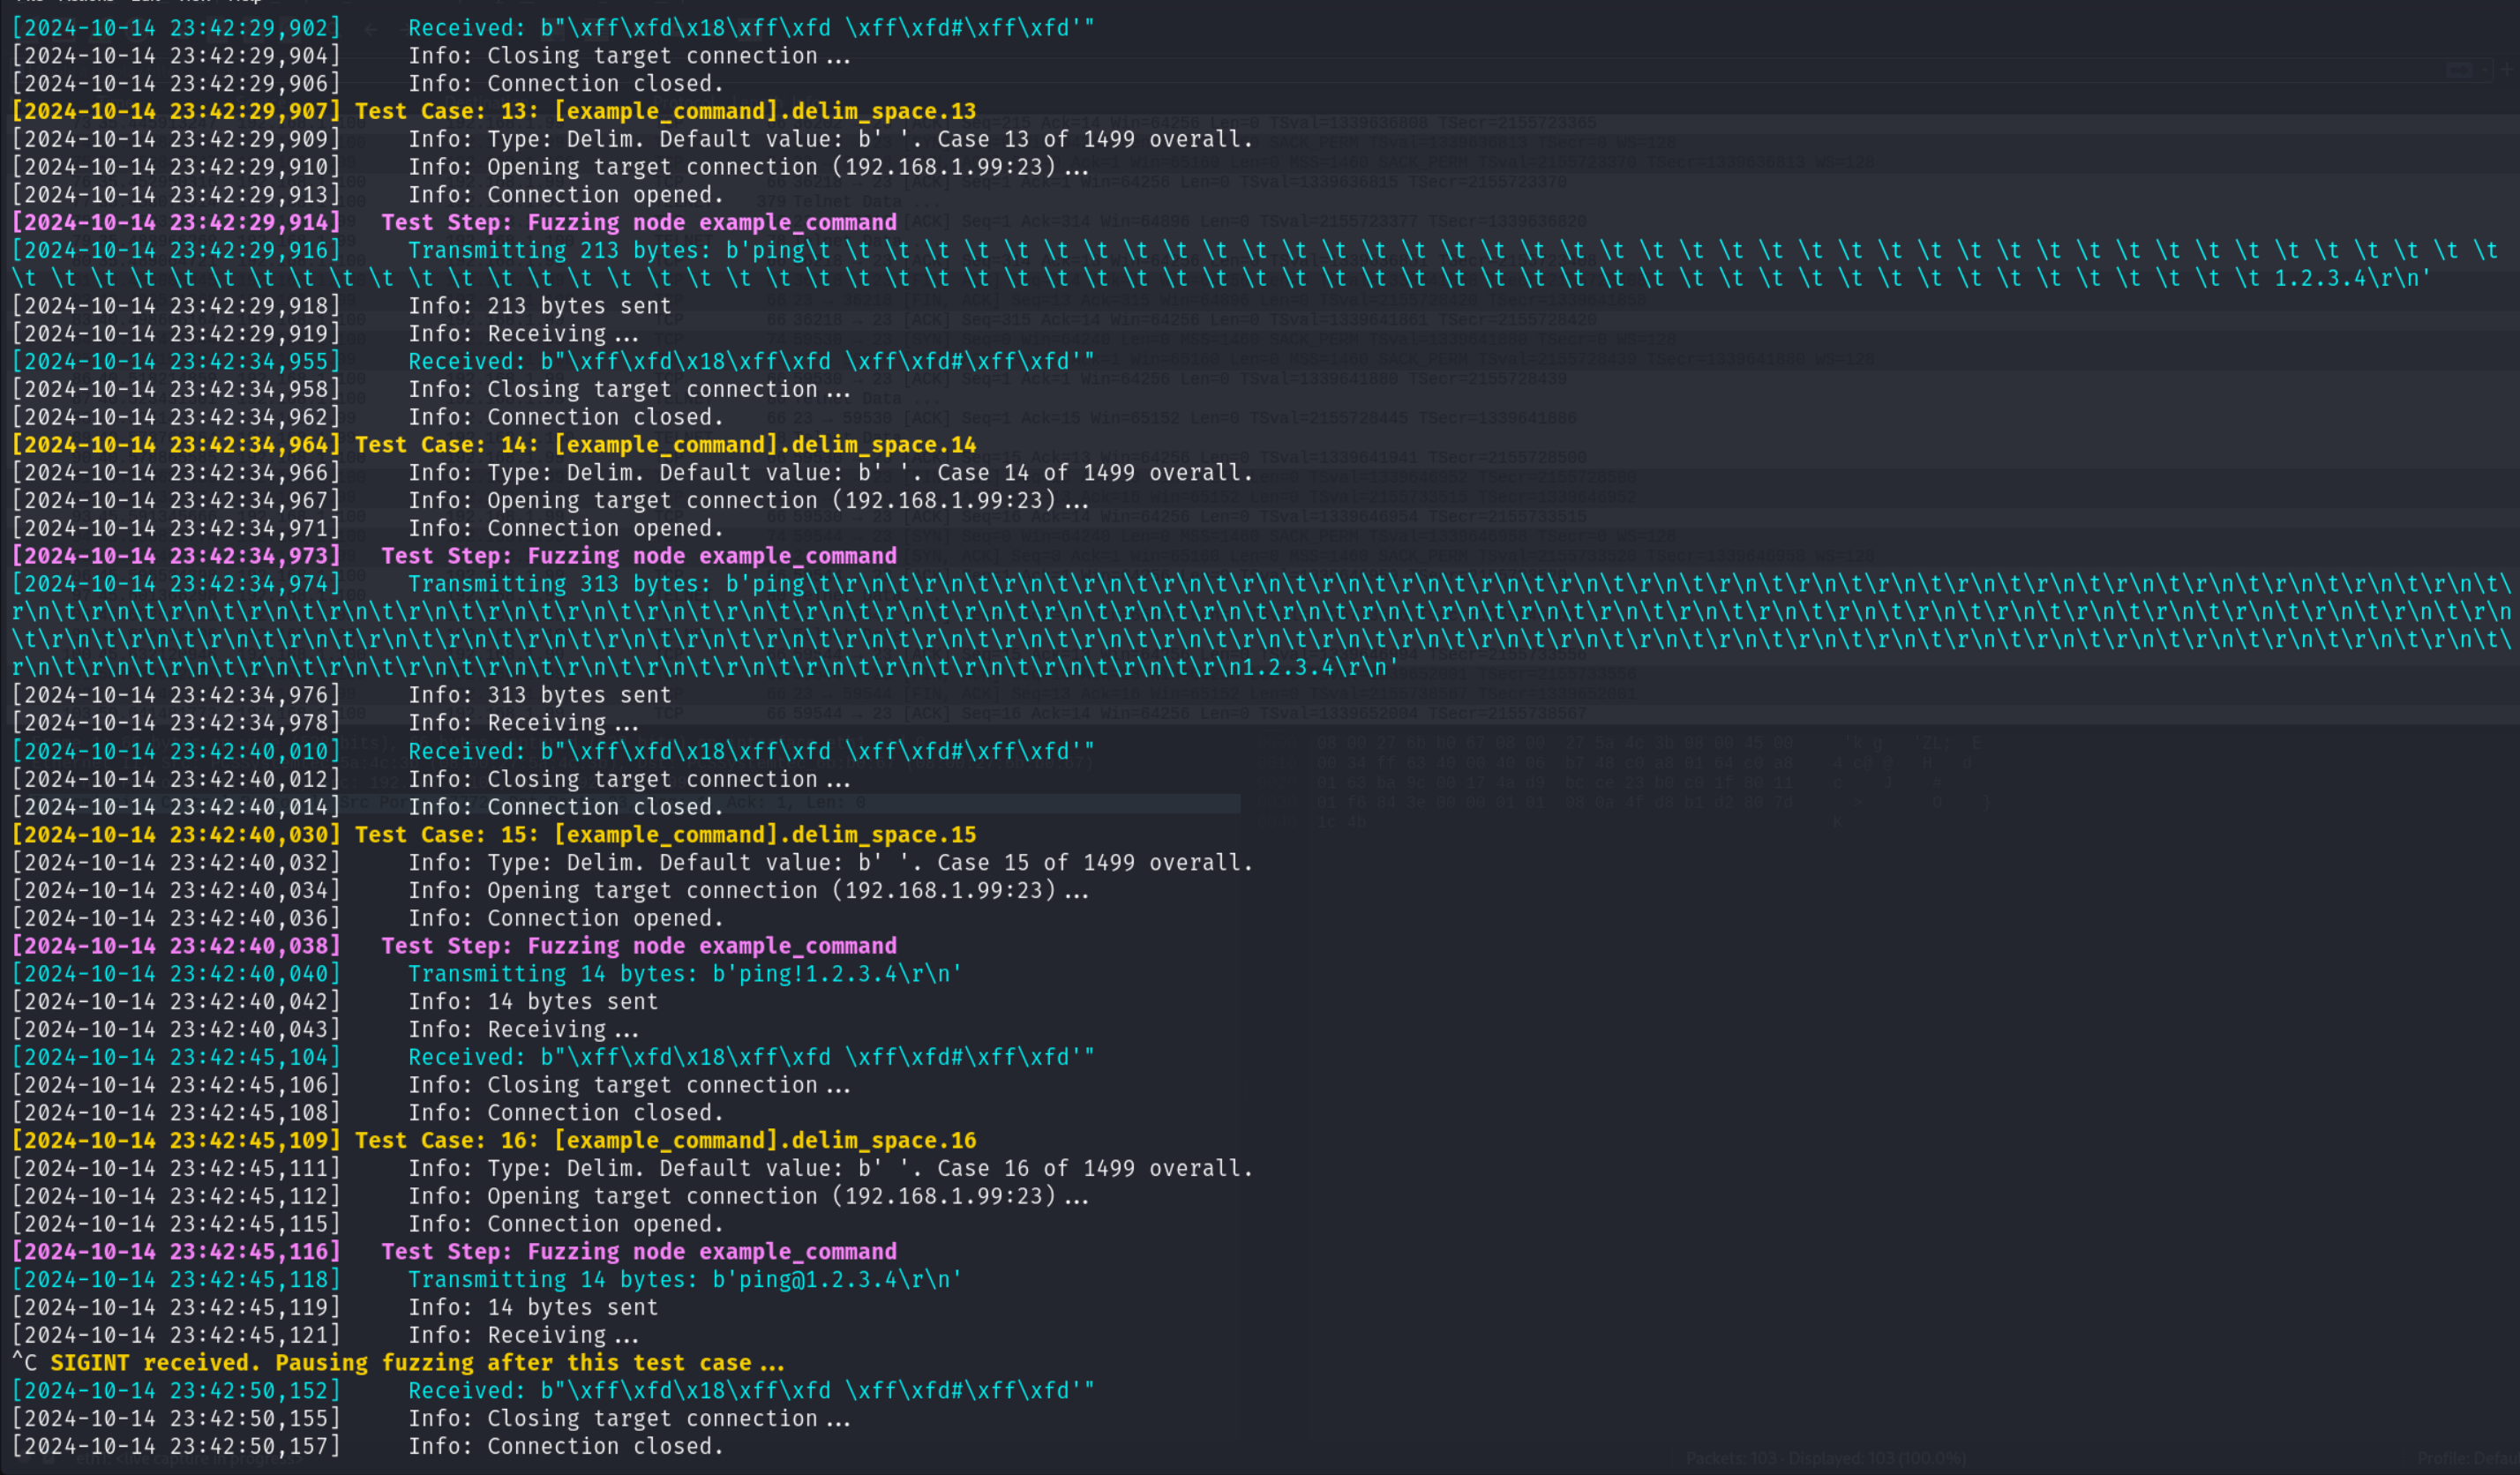 [2024-10-14 23:42:29,902]     Received: b"\xff\xfd\x18\xff\xfd \xff\xfd#\xff\xfd'"
[2024-10-14 23:42:29,904]     Info: Closing target connection...
[2024-10-14 23:42:29,906]     Info: Connection closed.
[2024-10-14 23:42:29,907] Test Case: 13: [example_command].delim_space.13
[2024-10-14 23:42:29,909]     Info: Type: Delim. Default value: b' '. Case 13 of 1499 overall.
[2024-10-14 23:42:29,910]     Info: Opening target connection (192.168.1.99:23)...
[2024-10-14 23:42:29,913]     Info: Connection opened.
[2024-10-14 23:42:29,914]   Test Step: Fuzzing node example_command
[2024-10-14 23:42:29,916]     Transmitting 213 bytes: b'ping\t \t \t \t \t \t \t \t \t \t \t \t \t \t \t \t \t \t \t \t \t \t \t \t \t \t \t \t \t \t \t \t \t \t \t \t \t \t \t \t \t \t \t
\t \t \t \t \t \t \t \t \t \t \t \t \t \t \t \t \t \t \t \t \t \t \t \t \t \t \t \t \t \t \t \t \t \t \t \t \t \t \t \t \t \t \t \t \t \t \t \t \t \t \t \t \t \t \t \t \t 1.2.3.4\r\n'
[2024-10-14 23:42:29,918]     Info: 213 bytes sent
[2024-10-14 23:42:29,919]     Info: Receiving...
[2024-10-14 23:42:34,955]     Received: b"\xff\xfd\x18\xff\xfd \xff\xfd#\xff\xfd'"
[2024-10-14 23:42:34,958]     Info: Closing target connection...
[2024-10-14 23:42:34,962]     Info: Connection closed.
[2024-10-14 23:42:34,964] Test Case: 14: [example_command].delim_space.14
[2024-10-14 23:42:34,966]     Info: Type: Delim. Default value: b' '. Case 14 of 1499 overall.
[2024-10-14 23:42:34,967]     Info: Opening target connection (192.168.1.99:23)...
[2024-10-14 23:42:34,971]     Info: Connection opened.
[2024-10-14 23:42:34,973]   Test Step: Fuzzing node example_command
[2024-10-14 23:42:34,974]     Transmitting 313 bytes: b'ping\t\r\n\t\r\n\t\r\n\t\r\n\t\r\n\t\r\n\t\r\n\t\r\n\t\r\n\t\r\n\t\r\n\t\r\n\t\r\n\t\r\n\t\r\n\t\r\n\t\r\n\t\r\n\t\r\n\t\r\n\t\r\n\t\
r\n\t\r\n\t\r\n\t\r\n\t\r\n\t\r\n\t\r\n\t\r\n\t\r\n\t\r\n\t\r\n\t\r\n\t\r\n\t\r\n\t\r\n\t\r\n\t\r\n\t\r\n\t\r\n\t\r\n\t\r\n\t\r\n\t\r\n\t\r\n\t\r\n\t\r\n\t\r\n\t\r\n\t\r\n\t\r\n\t\r\n\t\r\n
\t\r\n\t\r\n\t\r\n\t\r\n\t\r\n\t\r\n\t\r\n\t\r\n\t\r\n\t\r\n\t\r\n\t\r\n\t\r\n\t\r\n\t\r\n\t\r\n\t\r\n\t\r\n\t\r\n\t\r\n\t\r\n\t\r\n\t\r\n\t\r\n\t\r\n\t\r\n\t\r\n\t\r\n\t\r\n\t\r\n\t\r\n\t\
r\n\t\r\n\t\r\n\t\r\n\t\r\n\t\r\n\t\r\n\t\r\n\t\r\n\t\r\n\t\r\n\t\r\n\t\r\n\t\r\n\t\r\n\t\r\n1.2.3.4\r\n'
[2024-10-14 23:42:34,976]     Info: 313 bytes sent
[2024-10-14 23:42:34,978]     Info: Receiving...
[2024-10-14 23:42:40,010]     Received: b"\xff\xfd\x18\xff\xfd \xff\xfd#\xff\xfd'"
[2024-10-14 23:42:40,012]     Info: Closing target connection...
[2024-10-14 23:42:40,014]     Info: Connection closed.
[2024-10-14 23:42:40,030] Test Case: 15: [example_command].delim_space.15
[2024-10-14 23:42:40,032]     Info: Type: Delim. Default value: b' '. Case 15 of 1499 overall.
[2024-10-14 23:42:40,034]     Info: Opening target connection (192.168.1.99:23)...
[2024-10-14 23:42:40,036]     Info: Connection opened.
[2024-10-14 23:42:40,038]   Test Step: Fuzzing node example_command
[2024-10-14 23:42:40,040]     Transmitting 14 bytes: b'ping!1.2.3.4\r\n'
[2024-10-14 23:42:40,042]     Info: 14 bytes sent
[2024-10-14 23:42:40,043]     Info: Receiving...
[2024-10-14 23:42:45,104]     Received: b"\xff\xfd\x18\xff\xfd \xff\xfd#\xff\xfd'"
[2024-10-14 23:42:45,106]     Info: Closing target connection...
[2024-10-14 23:42:45,108]     Info: Connection closed.
[2024-10-14 23:42:45,109] Test Case: 16: [example_command].delim_space.16
[2024-10-14 23:42:45,111]     Info: Type: Delim. Default value: b' '. Case 16 of 1499 overall.
[2024-10-14 23:42:45,112]     Info: Opening target connection (192.168.1.99:23)...
[2024-10-14 23:42:45,115]     Info: Connection opened.
[2024-10-14 23:42:45,116]   Test Step: Fuzzing node example_command
[2024-10-14 23:42:45,118]     Transmitting 14 bytes: b'ping@1.2.3.4\r\n'
[2024-10-14 23:42:45,119]     Info: 14 bytes sent
[2024-10-14 23:42:45,121]     Info: Receiving...
^C SIGINT received. Pausing fuzzing after this test case...
[2024-10-14 23:42:50,152]     Received: b"\xff\xfd\x18\xff\xfd \xff\xfd#\xff\xfd'"
[2024-10-14 23:42:50,155]     Info: Closing target connection...
[2024-10-14 23:42:50,157]     Info: Connection closed.
Packets: 103 · Displayed: 103 (100.0%)